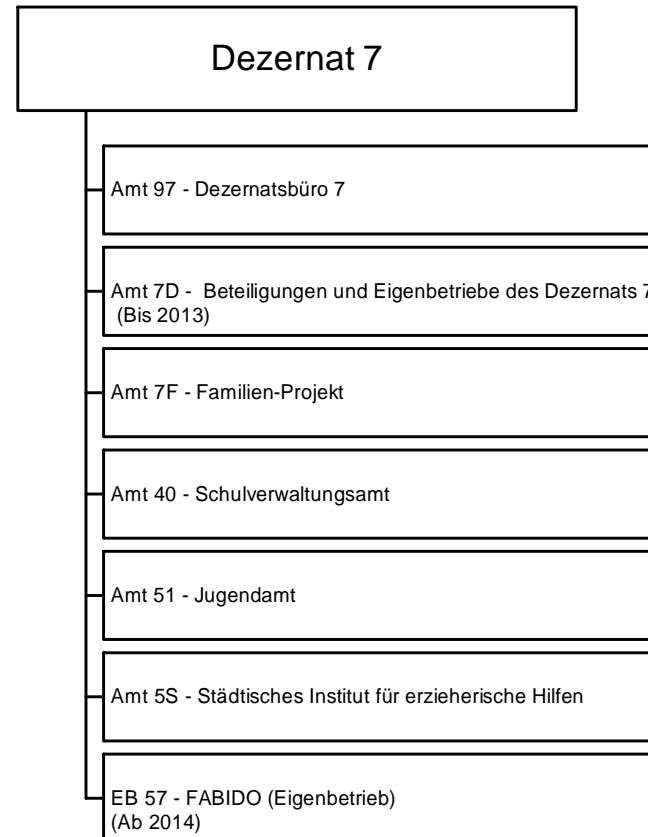 Dezernat 7
Amt 97 - Dezernatsbüro 7
Amt 7D - Beteiligungen und Eigenbetriebe des Dezernats 7
(Bis 2013)
Amt 7F - Familien-Projekt
Amt 40 - Schulverwaltungsamt
Amt 51 - Jugendamt
Amt 5S - Städtisches Institut für erzieherische Hilfen
EB 57 - FABIDO (Eigenbetrieb)
(Ab 2014)